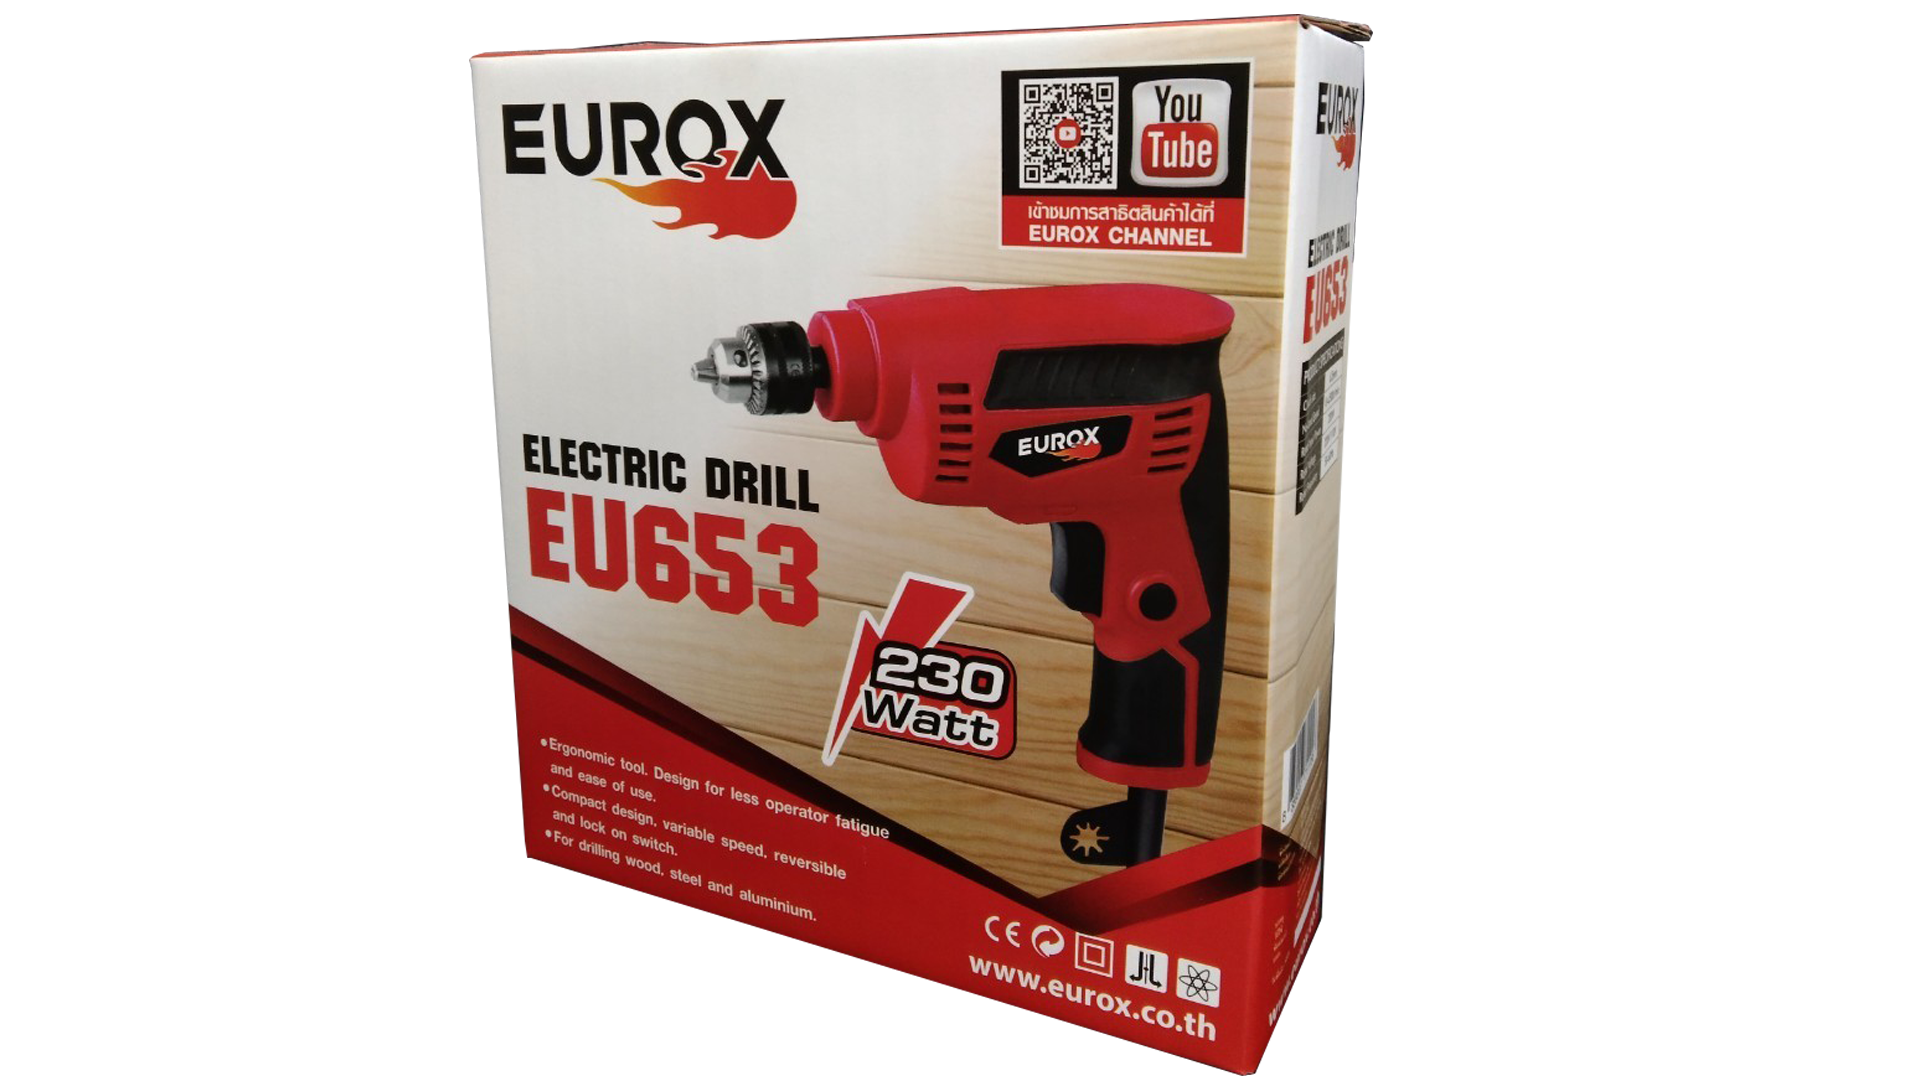 EUROX
You
Tube
เข้าชมการสาธิตสินค้าได้ที่
EUROX CHANNEL
EUROX
ELECTRIC DRILL
EU653
230
Watt
• Ergonomic tool. Design for less operator fatigue
and ease of use.
• Compact design, variable speed, reversible
and lock on switch.
• For drilling wood, steel and aluminium.
CE
www.eurox.co.th
EUROX
ELECTRIC DRILL
EU653